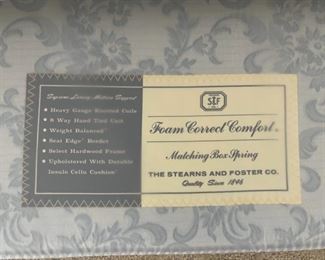 Supreme Luxury Mattress Support
• Heavy Gauge Knotted Coils
• 8 Way Hand Tied Unit
• Weight Balanced
• Seat Edge Border
• Select Hardwood Frame
• Upholstered With Durable
Insulo Cello Cushion
S&F
Foam Correct Comfort
Matching Box Spring
THE STEARNS AND FOSTER CO.
Quality Since 1846